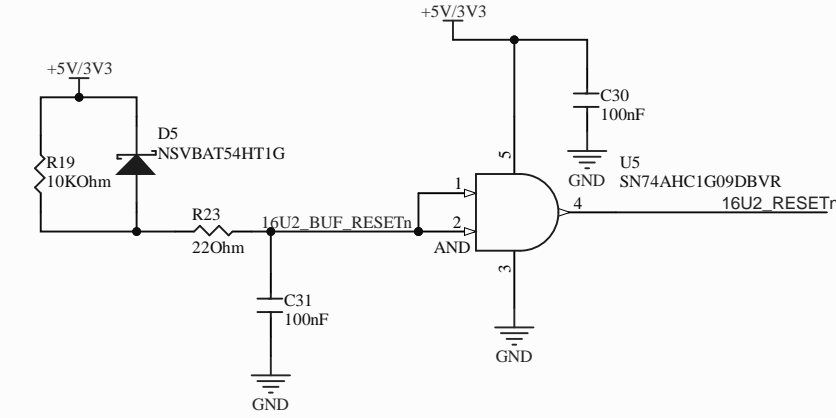 +5V/3V3
+5V/3V3
R19
10KOhm
D5
NSVBAT54HT1G
R23
22Ohm
16U2_BUF_RESETn
C31
100nF
GND
C30
100nF
GND
5
1
2
AND
3
GND
U5
SN74AHC1G09DBVR
4
16U2_RESETn